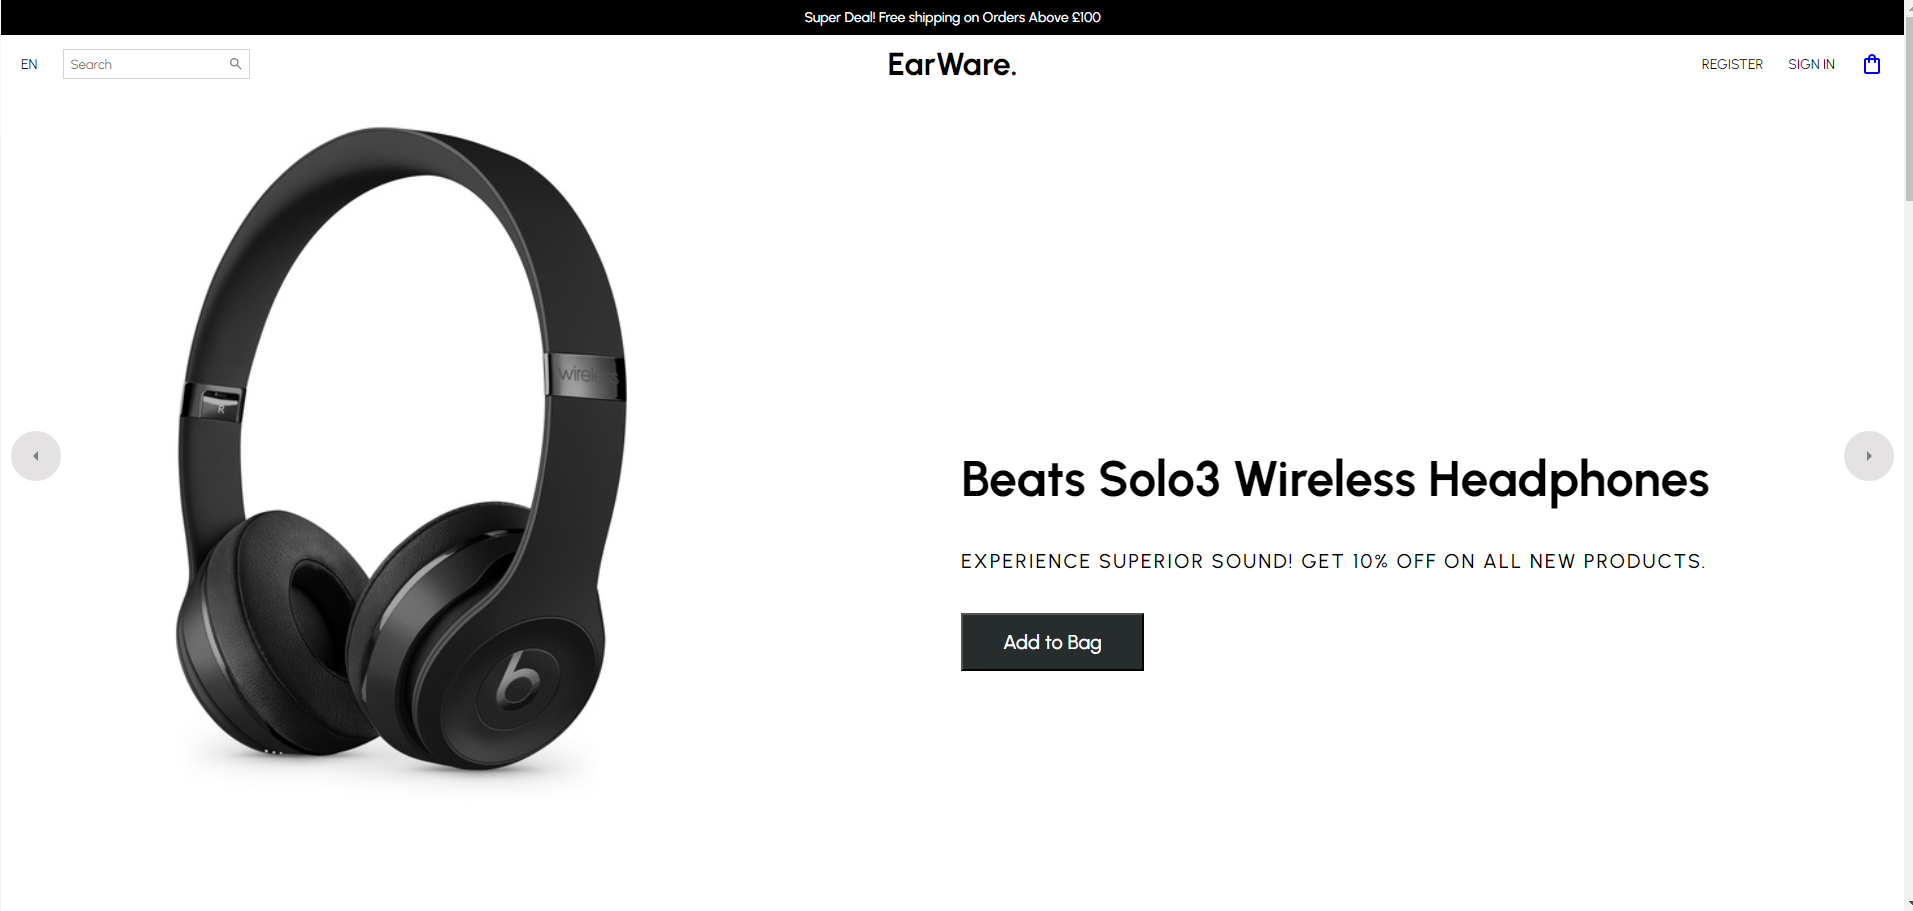 Super Deal! Free shipping on Orders Above £100
EN
Search
EarWare.
REGISTER
SIGN IN
wireless
R
Beats Solo3 Wireless Headphones
EXPERIENCE SUPERIOR SOUND! GET 10% OFF ON ALL NEW PRODUCTS.
Add to Bag
b